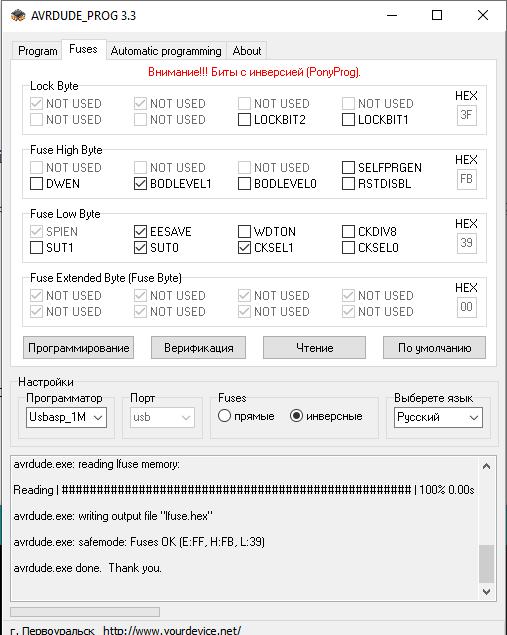 AVRDUDE_PROG 3.3
Program Fuses Automatic programming About
Внимание!!! Биты с инверсией (PonyProg).
Lock Byte
HEX
NOT USED NOT USED NOT USED NOT USED
3F
NOT USED NOT USED LOCKBIT2 LOCKBIT1
Fuse High Byte
HEX
NOT USED NOT USED NOT USED SELFPRGEN
FB
DWEN BODLEVEL1 BODLEVEL0 RSTDISBL
Fuse Low Byte
HEX
SPIEN EESAVE WDTON CKDIV8
39
SUT1 SUT0 CKSEL1 CKSEL0
Fuse Extended Byte (Fuse Byte)
HEX
NOT USED NOT USED NOT USED NOT USED
00
NOT USED NOT USED NOT USED NOT USED
Программирование Верификация Чтение По умолчанию
Настройки
Программатор Порт Fuses Выберете язык
Usbasp_1M usb прямые инверсные Русский
avrdude.exe: reading lfuse memory:
Reading | ################################################## | 100% 0.00s
avrdude.exe: writing output file "lfuse.hex"
avrdude.exe: safemode: Fuses OK (E:FF, H:FB, L:39)
avrdude.exe done. Thank you.
г. Первоуральск http://www.yourdevice.net/